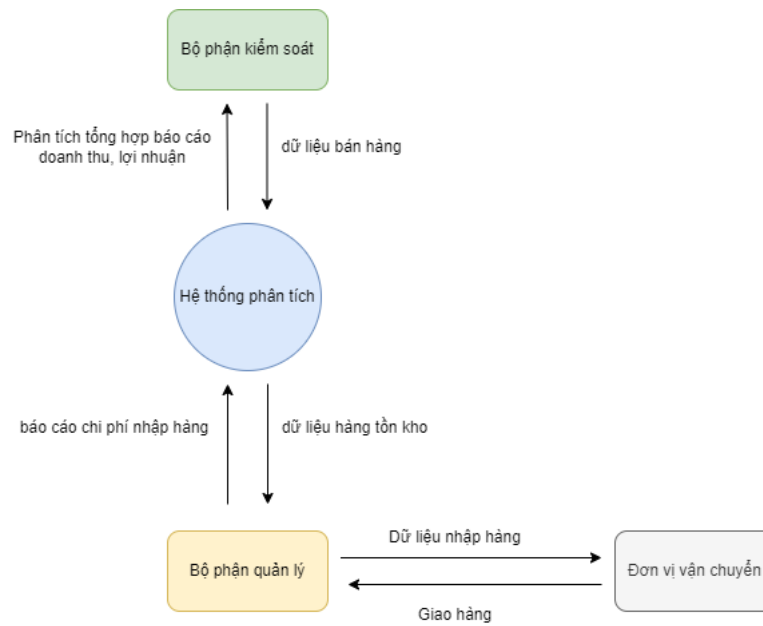 Bộ phận kiểm soát
Phân tích tổng hợp báo cáo
doanh thu, lợi nhuận
dữ liệu bán hàng
Hệ thống phân tích
báo cáo chi phí nhập hàng
dữ liệu hàng tồn kho
Bộ phận quản lý
Dữ liệu nhập hàng
Giao hàng
Đơn vị vận chuyển